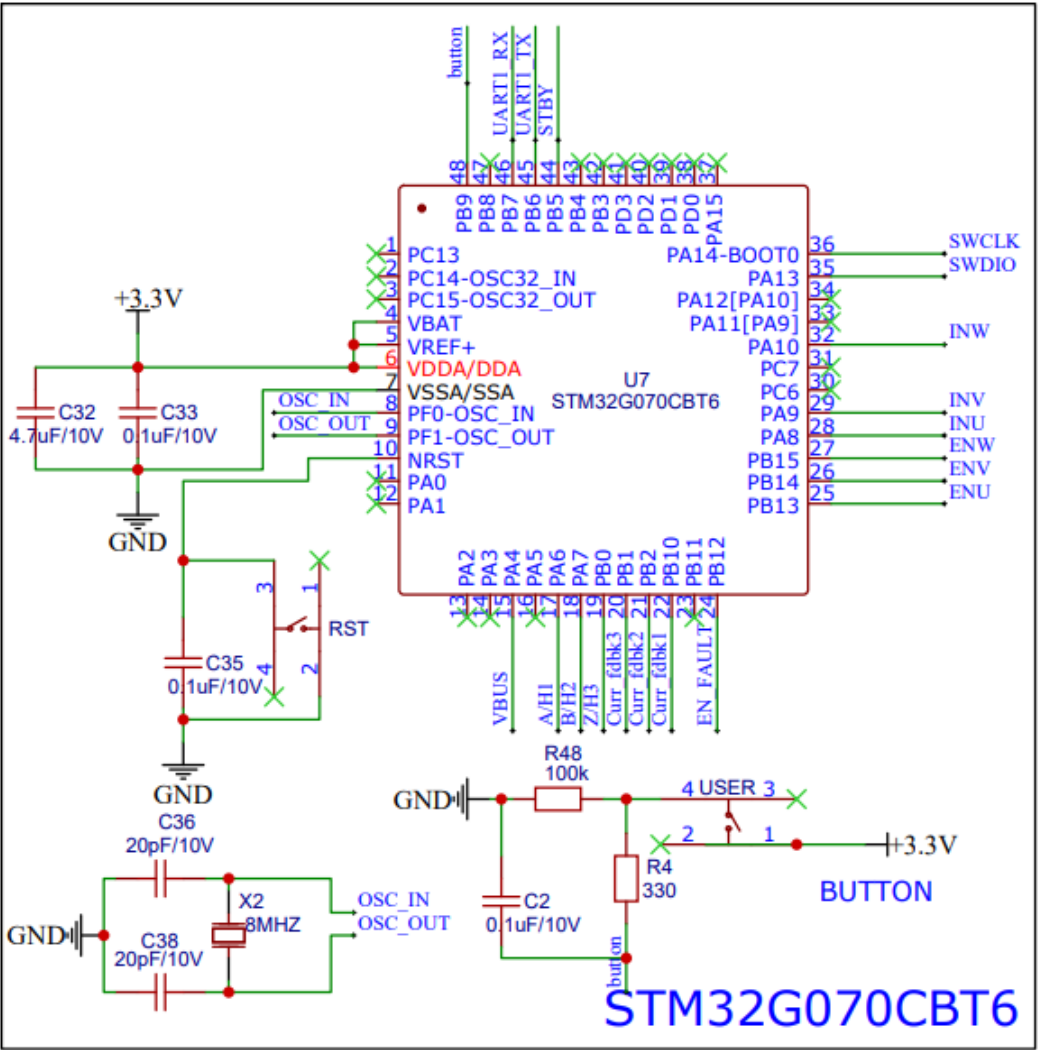 button
UART1_RX
UART1_TX
STBY
48 47 46 45 44 43 42 41 40 39 38 37
PB9 PB8 PB7 PB6 PB5 PB4 PB3 PD3 PD2 PD1 PD0 PA15
1 PC13
2 PC14-OSC32_IN
3 PC15-OSC32_OUT
4 VBAT
5 VREF+
6 VDDA/DDA
7 VSSA/SSA
OSC_IN 8 PF0-OSC_IN
OSC_OUT 9 PF1-OSC_OUT
10 NRST
11 PA0
12 PA1
U7
STM32G070CBT6
PA14-BOOT0 36 SWCLK
PA13 35 SWDIO
PA12[PA10] 34
PA11[PA9] 33
PA10 32 INW
PC7 31
PC6 30
PA9 29 INV
PA8 28 INU
PB15 27 ENW
PB14 26 ENV
PB13 25 ENU
PA2 PA3 PA4 PA5 PA6 PA7 PB0 PB1 PB2 PB10 PB11 PB12
13 14 15 16 17 18 19 20 21 22 23 24
VBUS
A/H1
B/H2
Z/H3
Curr_fdbk3
Curr_fdbk2
Curr_fdbk1
EN_FAULT
+3.3V
C32
4.7uF/10V
C33
0.1uF/10V
GND
3 1
RST
4 2
C35
0.1uF/10V
GND
C36
20pF/10V
X2
8MHZ
GND
C38
20pF/10V
OSC_IN
OSC_OUT
R48
100k
GND
4 USER 3
2 1
+3.3V
R4
330
C2
0.1uF/10V
button
BUTTON
STM32G070CBT6